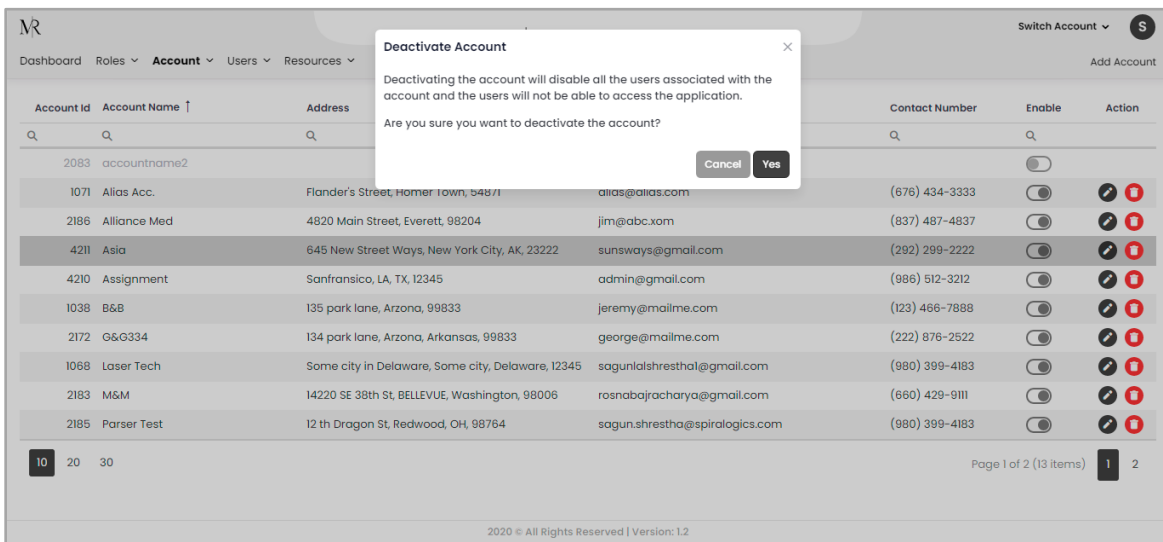 MR
Switch Account
S
Deactivate Account
Dashboard Roles Account Users Resources
Add Account
Deactivating the account will disable all the users associated with the
account and the users will not be able to access the application.
Are you sure you want to deactivate the account?
Cancel Yes
Account Id Account Name Address Contact Number Enable Action
2083 accountname2
1071 Alias Acc. Flander's Street, Homer Town, 54871 alias@alias.com (676) 434-3333
2186 Alliance Med 4820 Main Street, Everett, 98204 jim@abc.xom (837) 487-4837
4211 Asia 645 New Street Ways, New York City, AK, 23222 sunsways@gmail.com (292) 299-2222
4210 Assignment Sanfransico, LA, TX, 12345 admin@gmail.com (986) 512-3212
1038 B&B 135 park lane, Arzona, 99833 jeremy@mailme.com (123) 466-7888
2172 G&G334 134 park lane, Arzona, Arkansas, 99833 george@mailme.com (222) 876-2522
1068 Laser Tech Some city in Delaware, Some city, Delaware, 12345 sagunlalshrestha1@gmail.com (980) 399-4183
2183 M&M 14220 SE 38th St, BELLEVUE, Washington, 98006 rosnabajracharya@gmail.com (660) 429-9111
2185 Parser Test 12 th Dragon St, Redwood, OH, 98764 sagun.shrestha@spiralogics.com (980) 399-4183
10 20 30 Page 1 of 2 (13 items) 1 2
2020 © All Rights Reserved | Version: 1.2